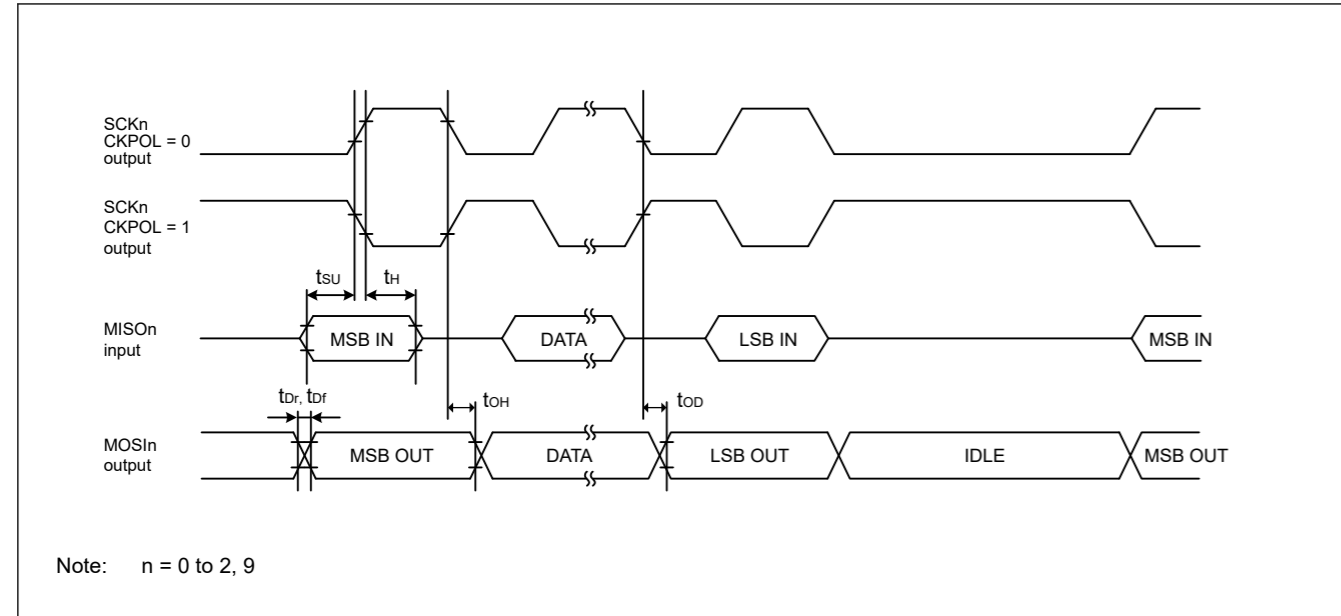 SCKn
CKPOL = 0
output
SCKn
CKPOL = 1
output
tSU
tH
MISOn
input
MSB IN
DATA
LSB IN
MSB IN
tDr, tDf
tOH
tOD
MOSIn
output
MSB OUT
DATA
LSB OUT
IDLE
MSB OUT
Note: n = 0 to 2, 9